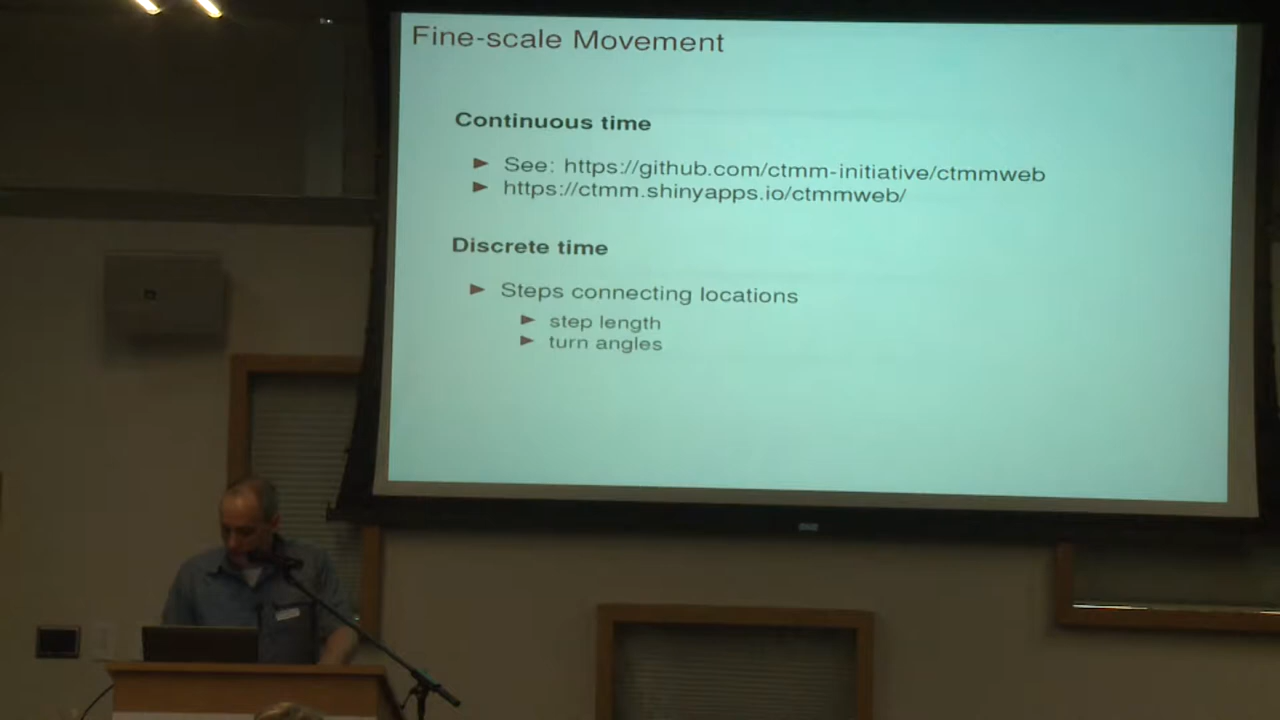 Fine-scale Movement
Continuous time
See: https://github.com/ctmm-initiative/ctmmweb
https://ctmm.shinyapps.io/ctmmweb/
Discrete time
Steps connecting locations
step length
turn angles